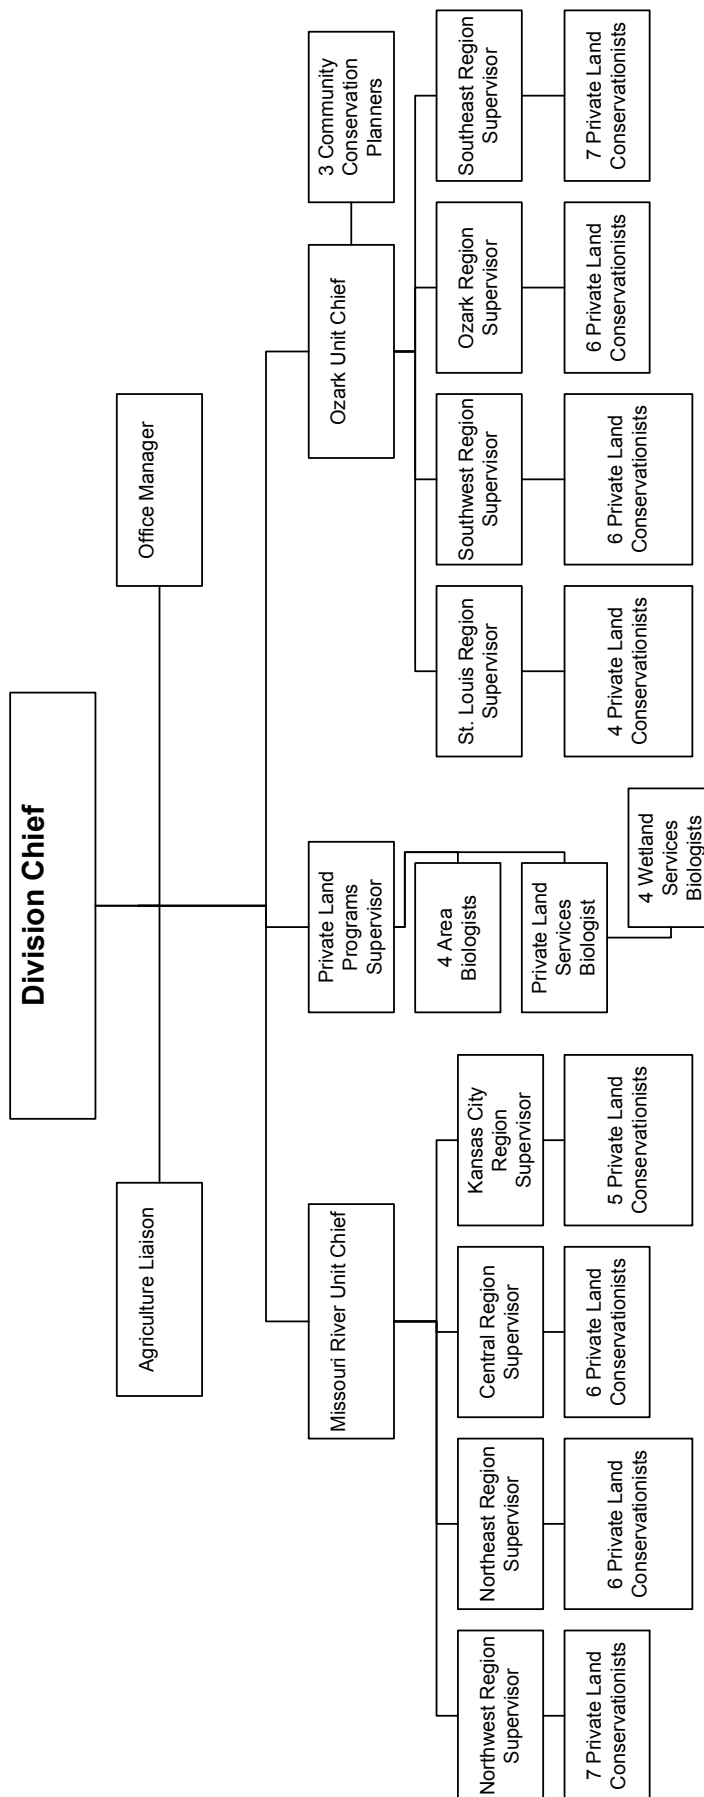 Division Chief
Agriculture Liaison
Office Manager
Missouri River Unit Chief
Private Land
Programs
Supervisor
Ozark Unit Chief
3 Community
Conservation
Planners
Northwest Region
Supervisor
Northeast Region
Supervisor
Central Region
Supervisor
Kansas City
Region
Supervisor
4 Area
Biologists
St. Louis Region
Supervisor
Southwest Region
Supervisor
Ozark Region
Supervisor
Southeast Region
Supervisor
7 Private Land
Conservationists
6 Private Land
Conservationists
6 Private Land
Conservationists
5 Private Land
Conservationists
Private Land
Services
Biologist
4 Wetland
Services
Biologists
4 Private Land
Conservationists
6 Private Land
Conservationists
6 Private Land
Conservationists
7 Private Land
Conservationists